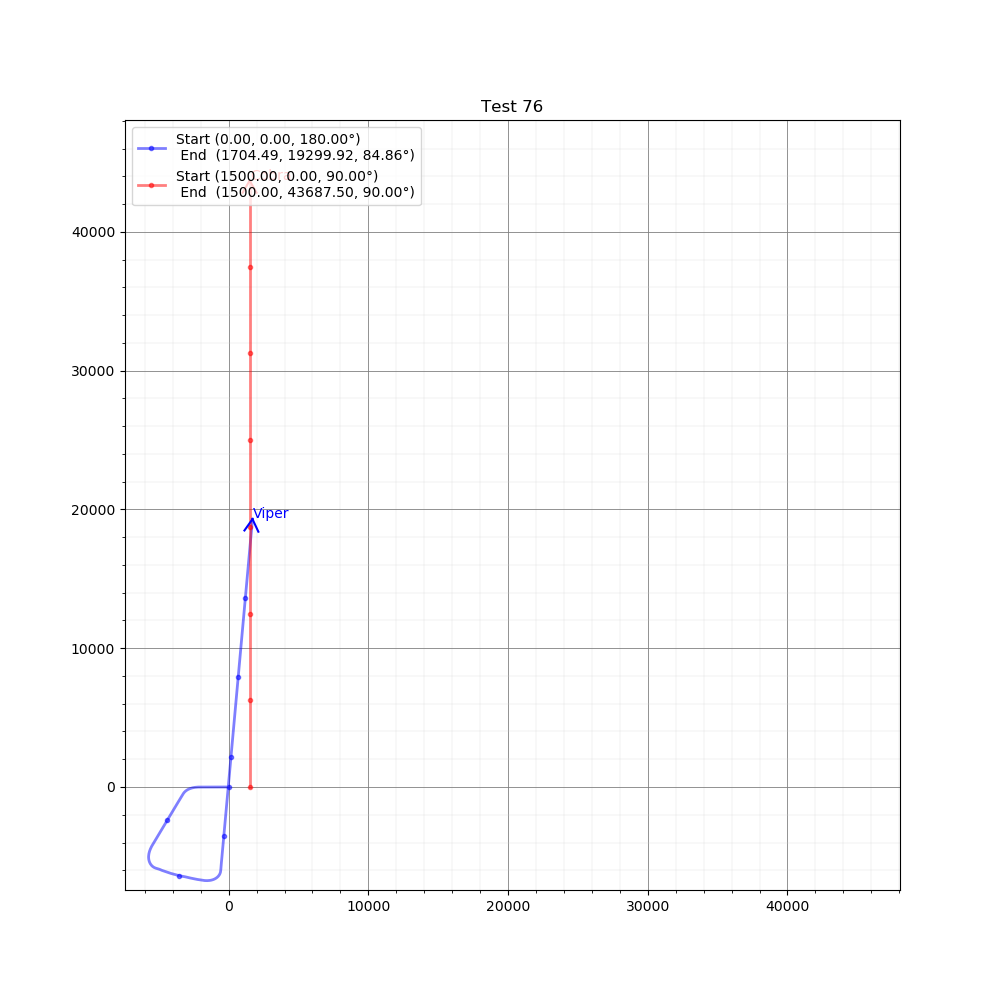 Test 76
Start (0.00, 0.00, 180.00°)
End (1704.49, 19299.92, 84.86°)
Start (1500.00, 0.00, 90.00°)
End (1500.00, 43687.50, 90.00°)
40000
30000
20000
10000
0
Viper
0
10000
20000
30000
40000